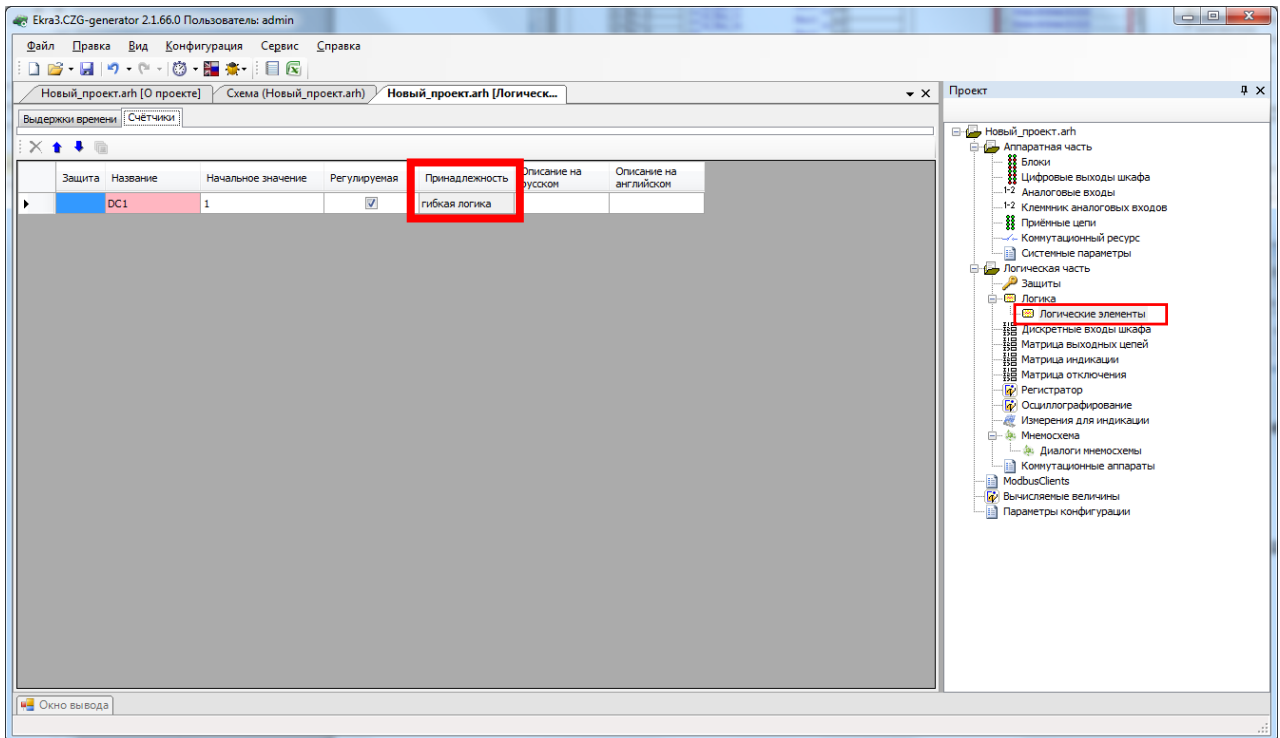 Ekra3.CZG-generator 2.1.66.0 Пользователь: admin
Файл Правка Вид Конфигурация Сервис Справка
Новый_проект.arh [О проекте] Схема (Новый_проект.arh) Новый_проект.arh [Логическ...
Выдержки времени Счётчики
Защита Название Начальное значение Регулируемая Принадлежность Описание на русском Описание на английском
DC1 1 гибкая логика
Окно вывода
Проект
Новый_проект.arh
Аппаратная часть
Блоки
Цифровые выходы шкафа
1-2 Аналоговые входы
1-2 Клеммник аналоговых входов
Приёмные цепи
Коммутационный ресурс
Системные параметры
Логическая часть
Защиты
Логика
Логические элементы
Дискретные входы шкафа
Матрица выходных цепей
Матрица индикации
Матрица отключения
Регистратор
Осциллографирование
Измерения для индикации
Мнемосхема
Диалоги мнемосхемы
Коммутационные аппараты
ModbusClients
Вычисляемые величины
Параметры конфигурации